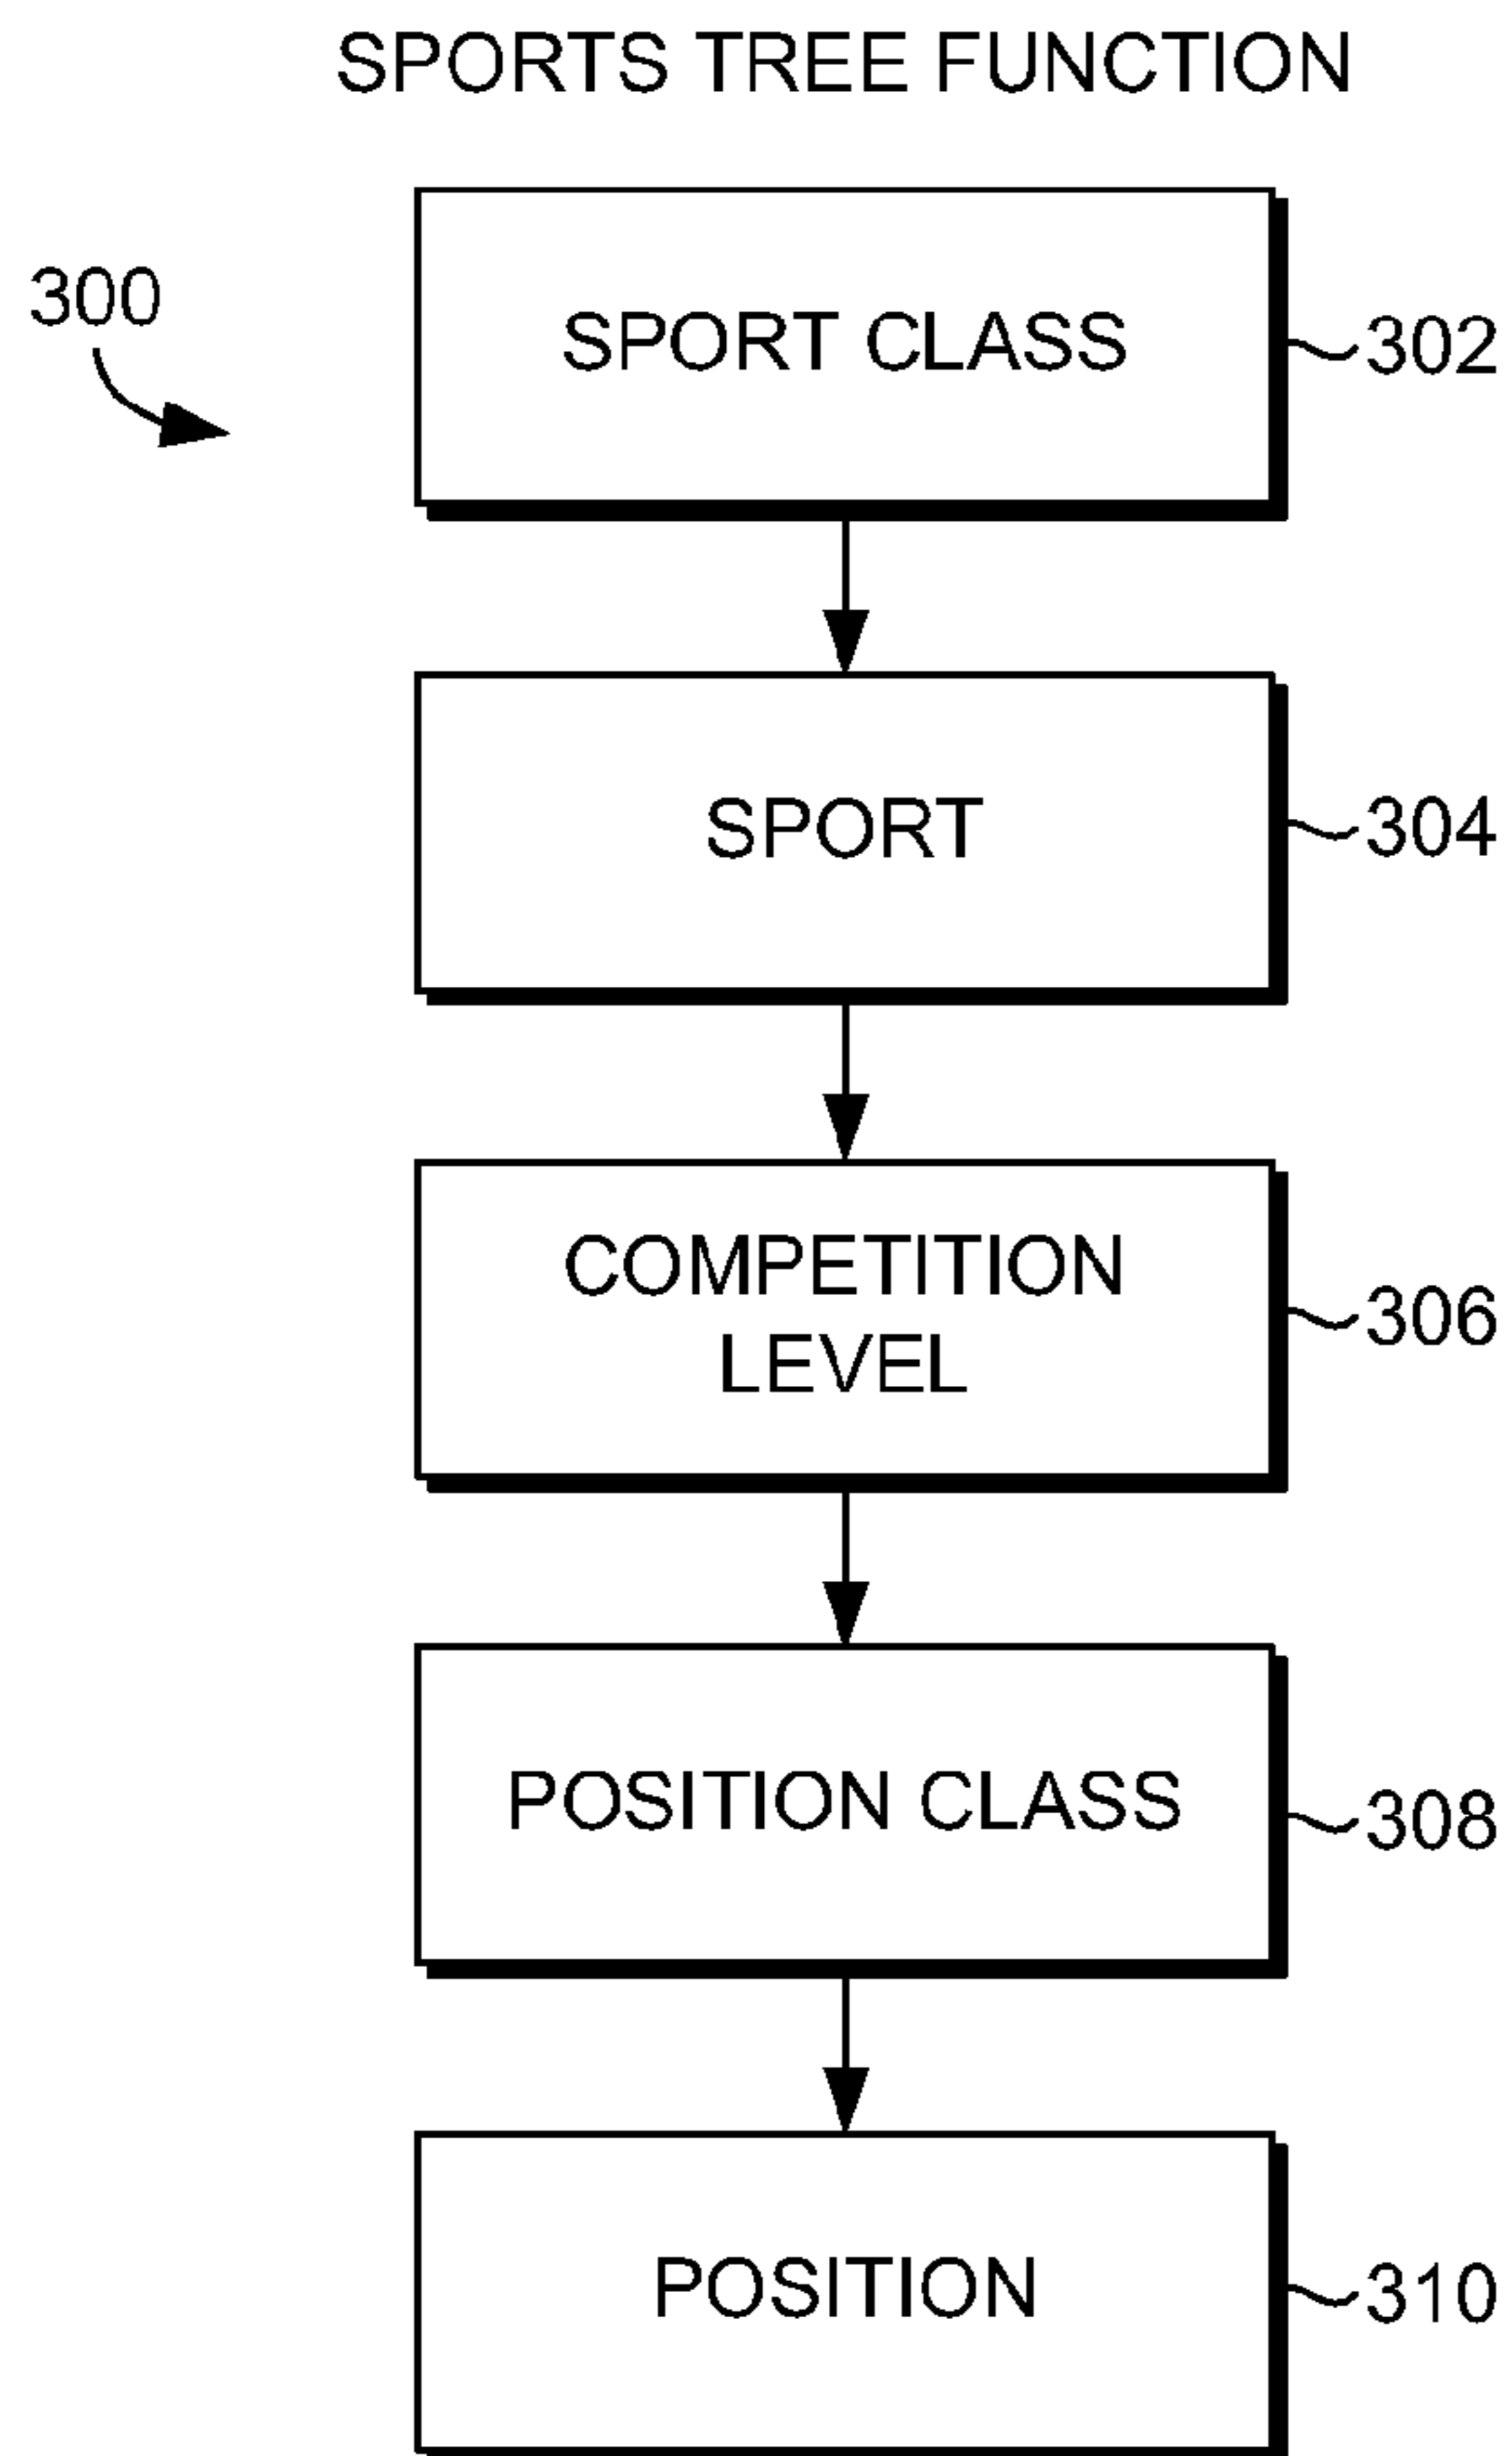 SPORTS TREE FUNCTION
300
SPORT CLASS
302
SPORT
304
COMPETITION
LEVEL
306
POSITION CLASS
308
POSITION
310